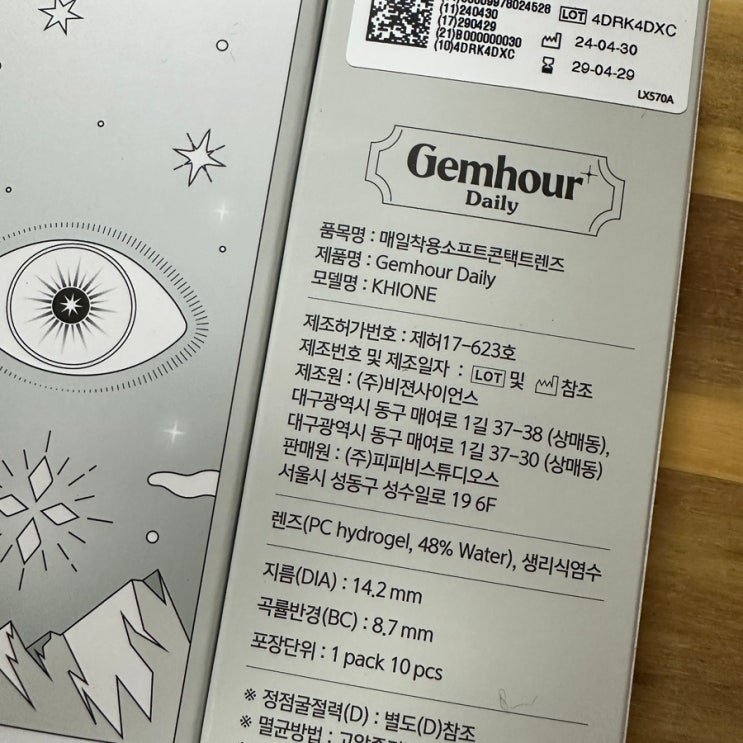 (11)240430
(17)290429
(21)B000000030
(10)4DRK4DXC
LOT 4DRK4DXC
24-04-30
29-04-29
LX570A
Gemhour
Daily
품목명 : 매일착용소프트콘택트렌즈
제품명 : Gemhour Daily
모델명 : KHIONE
제조허가번호 : 제허17-623호
제조번호 및 제조일자 : LOT 및 참조
제조원 : (주)비젼사이언스
대구광역시 동구 매여로 1길 37-38 (상매동),
대구광역시 동구 매여로 1길 37-30 (상매동)
판매원 : (주)피피비스튜디오스
서울시 성동구 성수일로 19 6F
렌즈(PC hydrogel, 48% Water), 생리식염수
지름(DIA) : 14.2 mm
곡률반경(BC) : 8.7 mm
포장단위 : 1 pack 10 pcs
※ 정점굴절력(D) : 별도(D)참조
※ 멸균방법 :